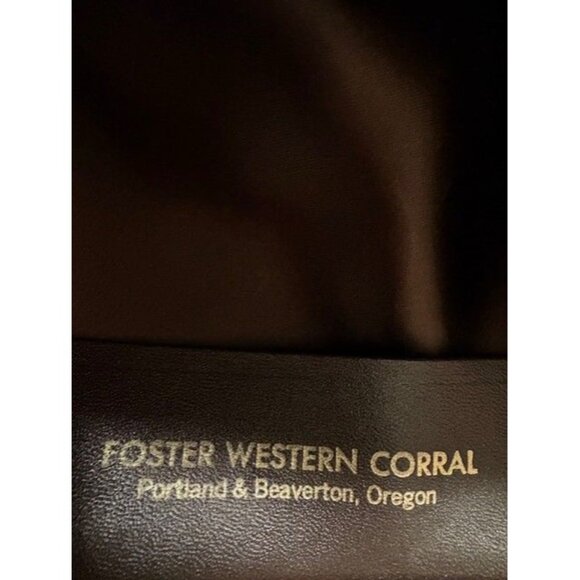 FOSTER WESTERN CORRAL
Portland & Beaverton, Oregon